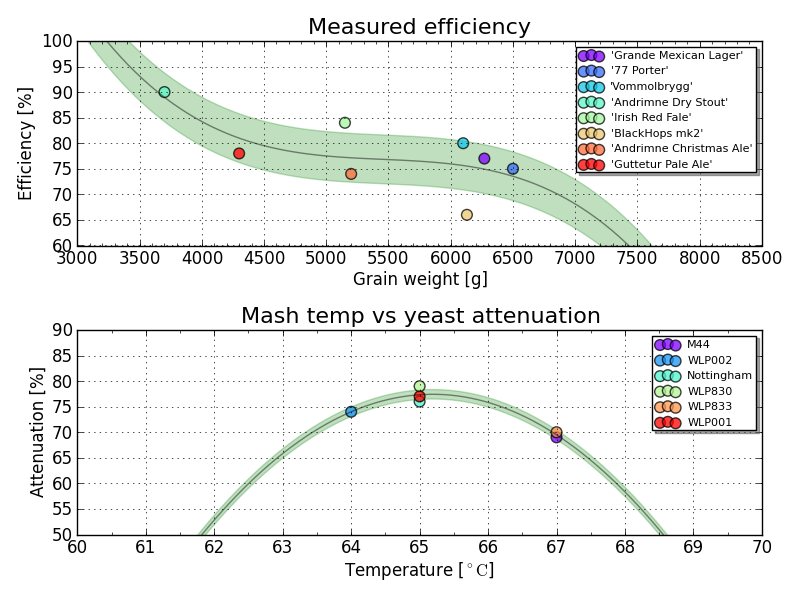 Measured efficiency
100
95
90
85
80
75
70
65
60
Efficiency [%]
'Grande Mexican Lager'
'77 Porter'
'Vommolbrygg'
'Andrimne Dry Stout'
'Irish Red Fale'
'BlackHops mk2'
'Andrimne Christmas Ale'
'Guttetur Pale Ale'
3000 3500 4000 4500 5000 5500 6000 6500 7000 7500 8000 8500
Grain weight [g]
Mash temp vs yeast attenuation
90
85
80
75
70
65
60
55
50
Attenuation [%]
M44
WLP002
Nottingham
WLP830
WLP833
WLP001
60 61 62 63 64 65 66 67 68 69 70
Temperature [°C]